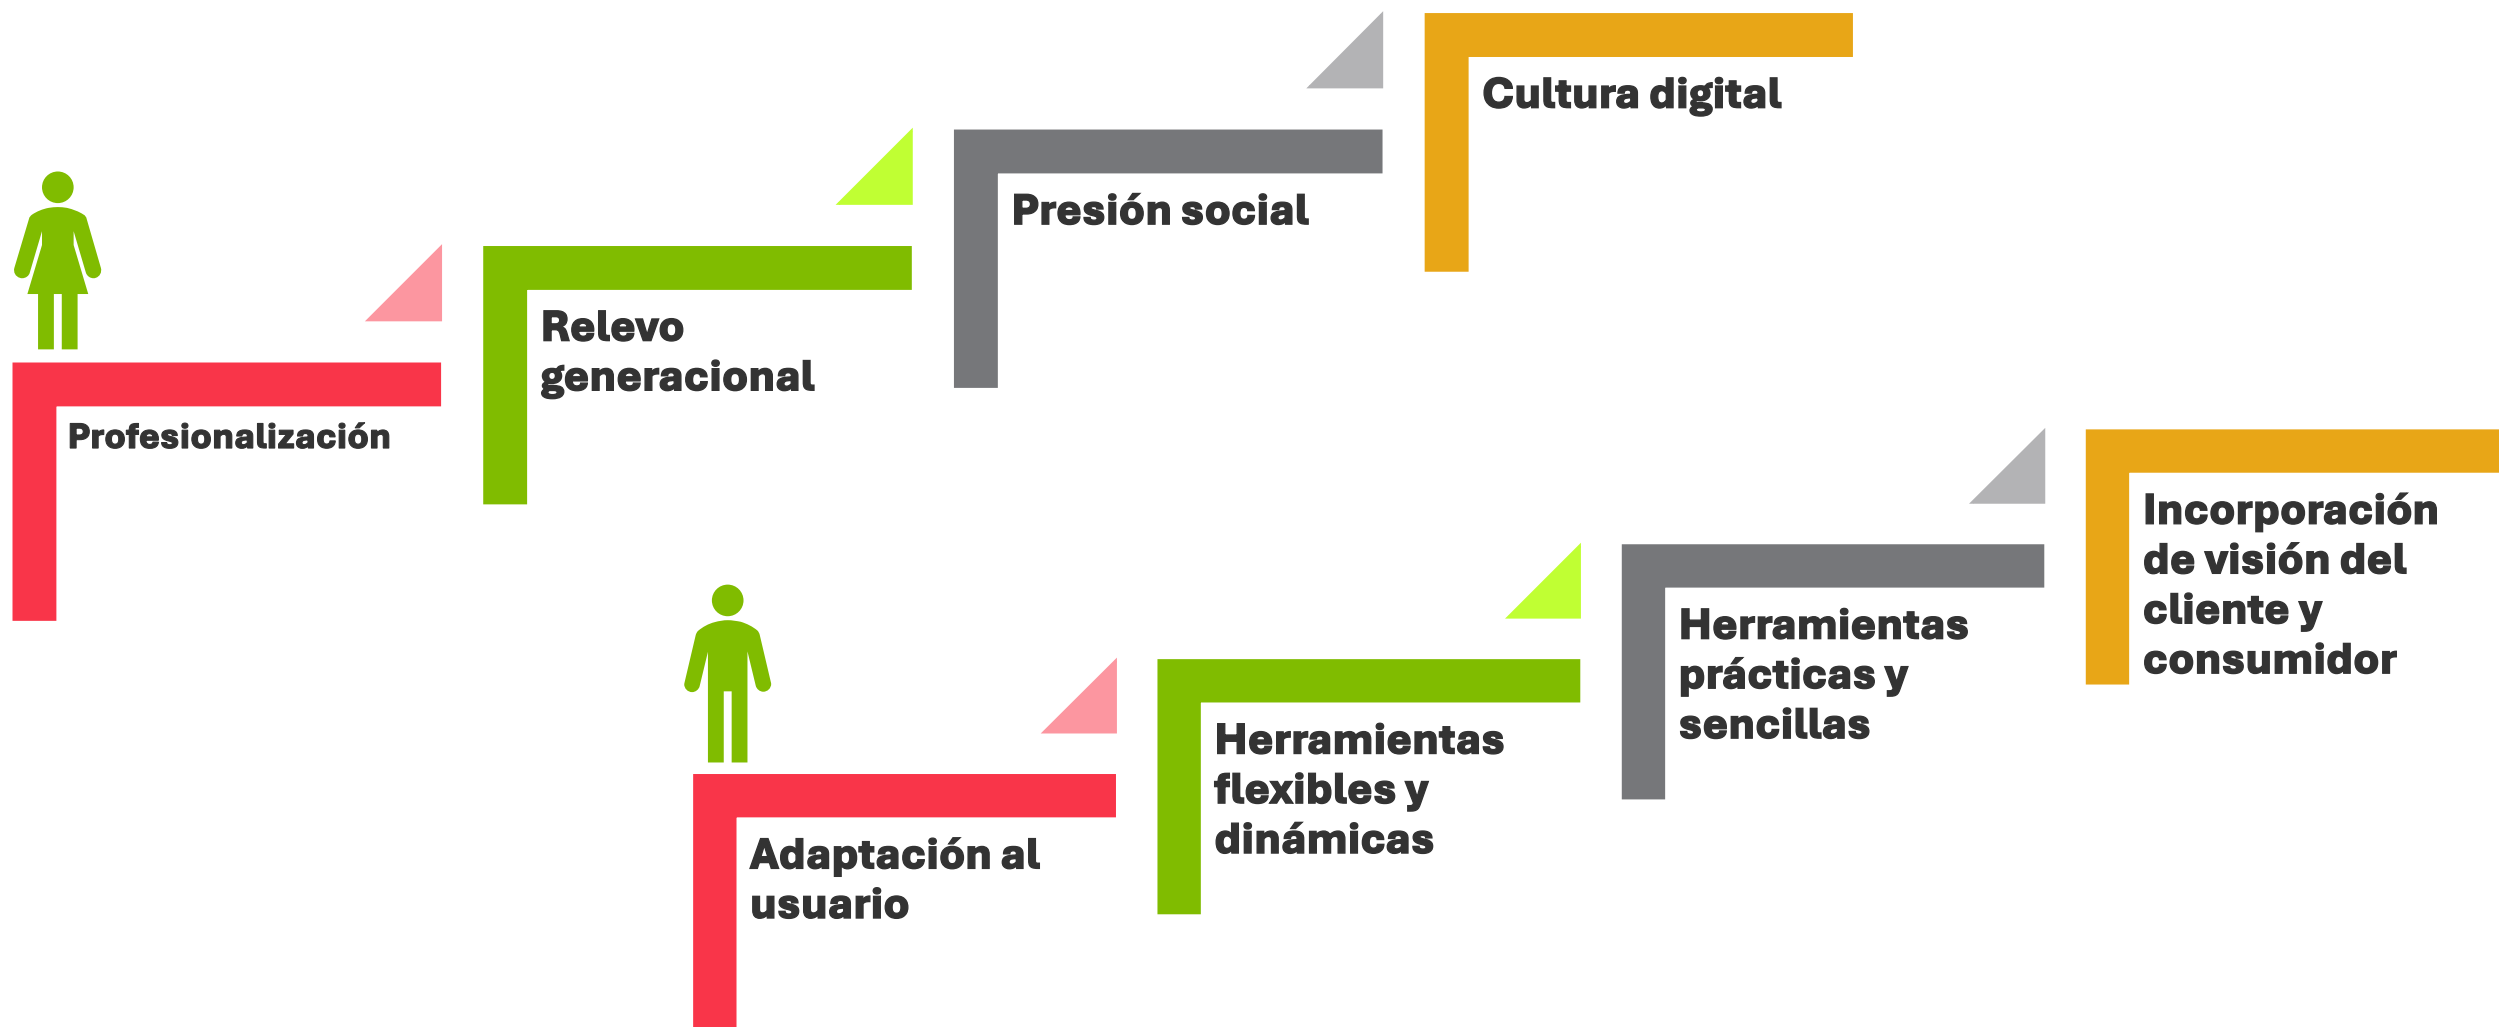 Profesionalización
Relevo
generacional
Presión social
Cultura digital
Adaptación al
usuario
Herramientas
flexibles y
dinámicas
Herramientas
prácticas y
sencillas
Incorporación
de visión del
cliente y
consumidor